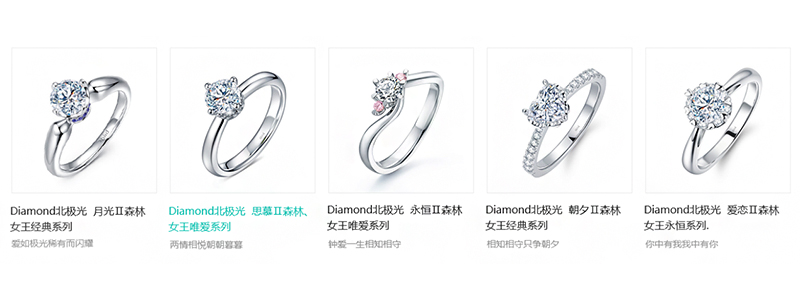 Diamond北极光 月光Ⅱ森林
女王经典系列
爱如极光稀有而闪耀
Diamond北极光 思慕Ⅱ森林、
女王唯爱系列
两情相悦朝朝暮暮
Diamond北极光 永恒Ⅱ森林
女王唯爱系列
钟爱一生相知相守
Diamond北极光 朝夕Ⅱ森林
女王经典系列
相知相守只争朝夕
Diamond北极光 爱恋Ⅱ森林
女王永恒系列.
你中有我我中有你